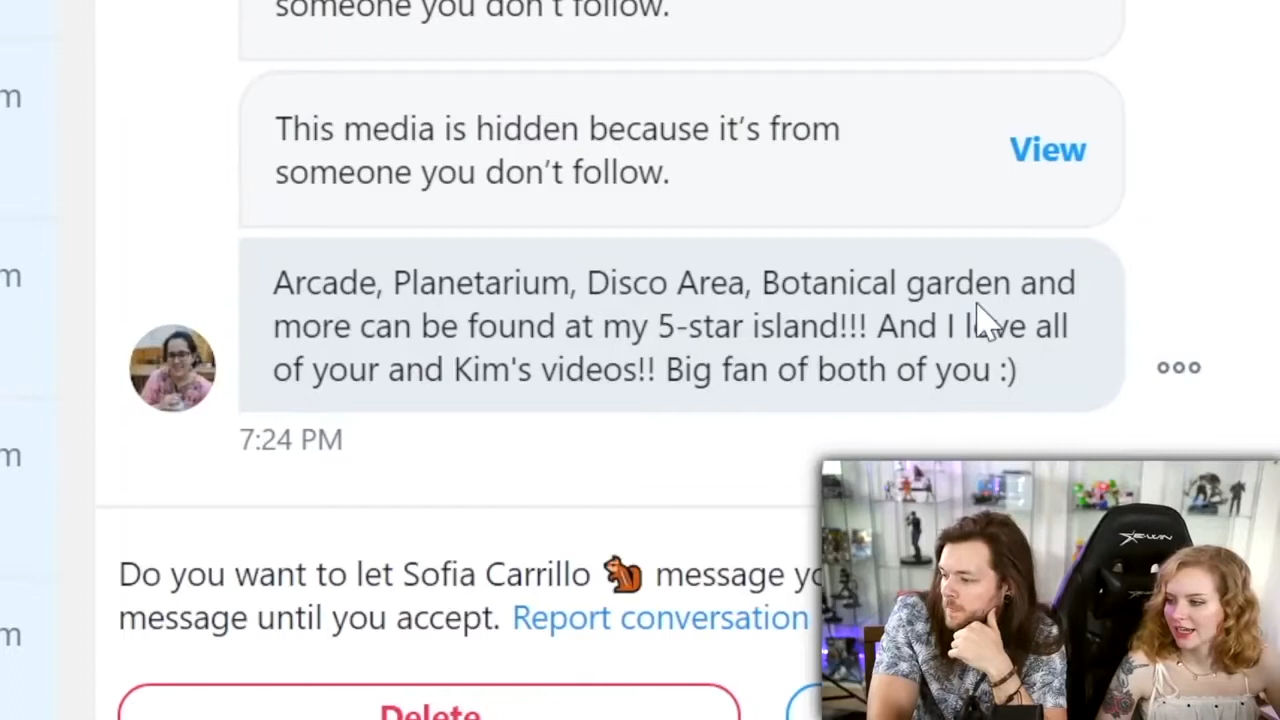 someone you don't follow.
m
This media is hidden because it's from
View
someone you don't follow.
m
Arcade, Planetarium, Disco Area, Botanical garden and
more can be found at my 5-star island!!! And I love all
of your and Kim's videos!! Big fan of both of you :)
7:24 PM
m
Do you want to let Sofia Carrillo 🐿️ message
message until you accept. Report conversation
m
Delete